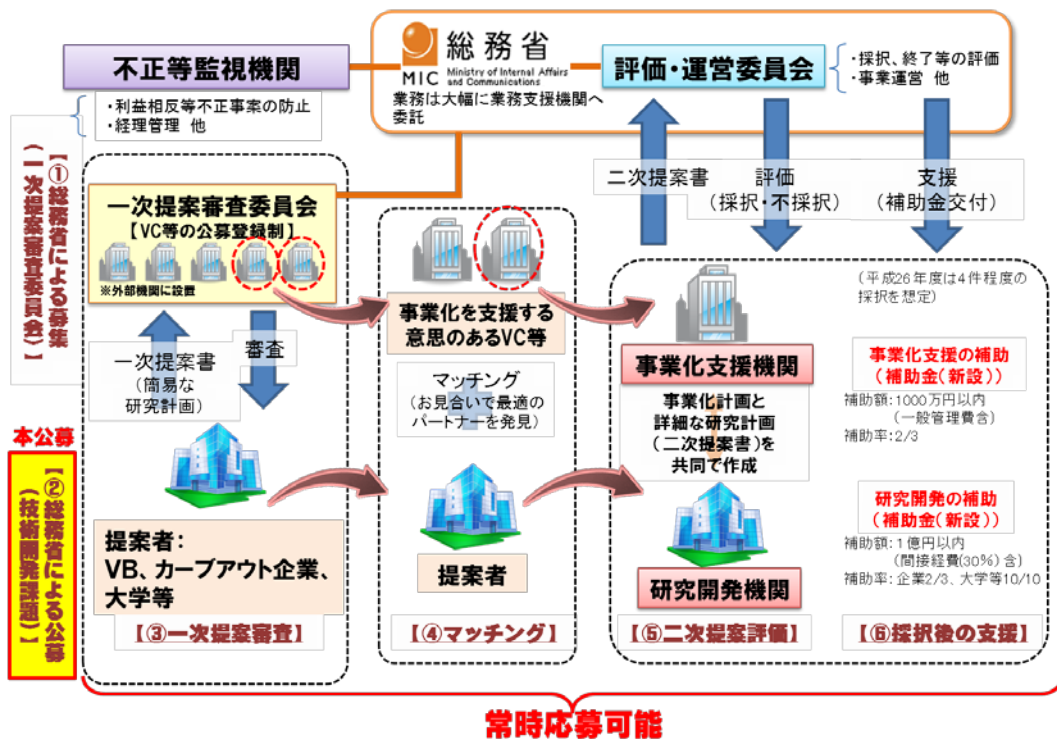 不正等監視機関
・利益相反等不正事案の防止
・経理管理 他
MIC
総務省
Ministry of Internal Affairs
and Communications
業務は大幅に業務支援機関へ
委託
評価・運営委員会
・採択、終了等の評価
・事業運営 他
【①総務省による募集
(一次提案審査委員会)】
本公募
【②総務省による公募
(技術開発課題)】
一次提案審査委員会
【VC等の公募登録制】
※外部機関に設置
一次提案書
(簡易な
研究計画)
審査
提案者:
VB、カーブアウト企業、
大学等
【③一次提案審査】
事業化を支援する
意思のあるVC等
マッチング
(お見合いで最適の
パートナーを発見)
提案者
【④マッチング】
二次提案書
評価
(採択・不採択)
支援
(補助金交付)
事業化支援機関
事業化計画と
詳細な研究計画
(二次提案書)を
共同で作成
研究開発機関
【⑤二次提案評価】
(平成26年度は4件程度の
採択を想定)
事業化支援の補助
(補助金(新設))
補助額:1000万円以内
(一般管理費含)
補助率:2/3
研究開発の補助
(補助金(新設))
補助額:1億円以内
(間接経費(30%)含)
補助率:企業2/3、大学等10/10
【⑥採択後の支援】
常時応募可能